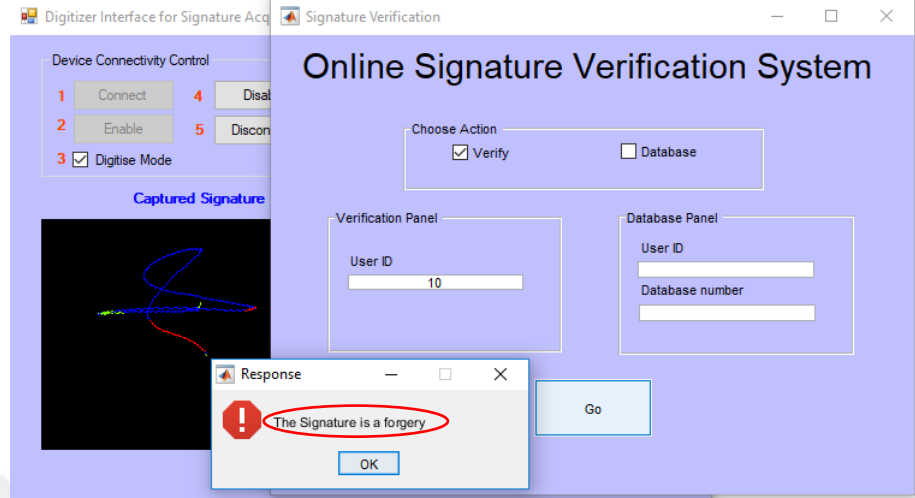 Digitizer Interface for Signature Acq
Device Connectivity Control
1 Connect 4 Disab
2 Enable 5 Discon
3 Digitise Mode
Captured Signature
Signature Verification
Online Signature Verification System
Choose Action
Verify Database
Verification Panel
User ID
10
Database Panel
User ID
Database number
Response
The Signature is a forgery
OK
Go